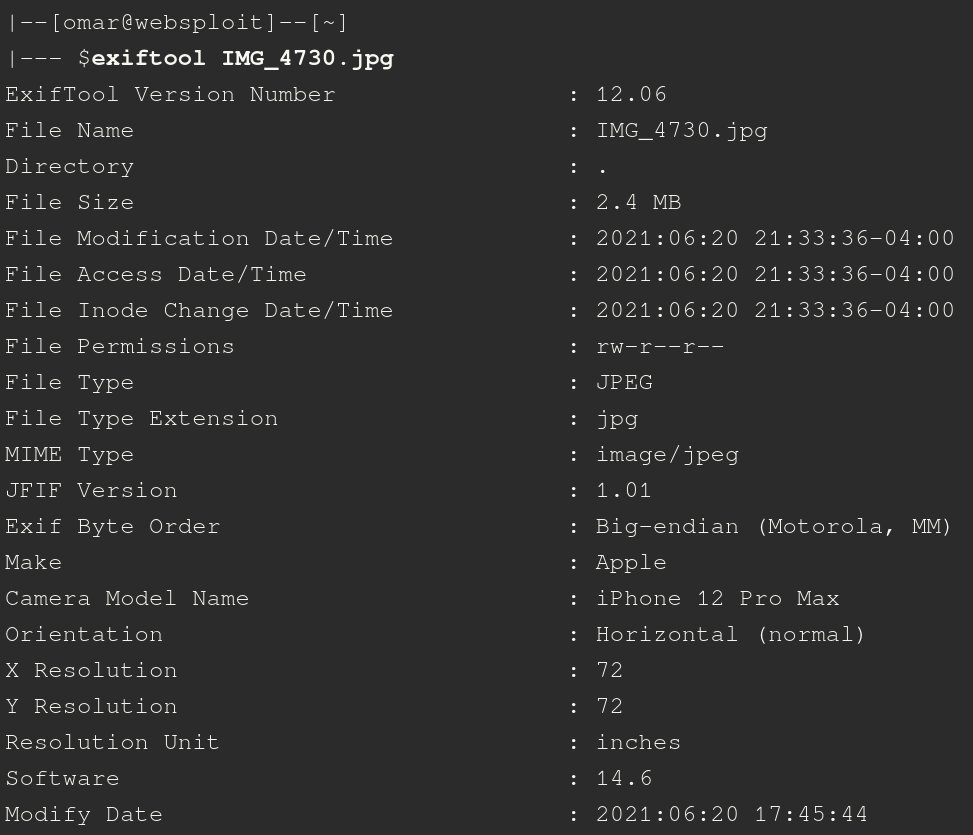 |--[omar@websploit]--[~]
|--- $exiftool IMG_4730.jpg
ExifTool Version Number : 12.06
File Name : IMG_4730.jpg
Directory : .
File Size : 2.4 MB
File Modification Date/Time : 2021:06:20 21:33:36-04:00
File Access Date/Time : 2021:06:20 21:33:36-04:00
File Inode Change Date/Time : 2021:06:20 21:33:36-04:00
File Permissions : rw-r--r--
File Type : JPEG
File Type Extension : jpg
MIME Type : image/jpeg
JFIF Version : 1.01
Exif Byte Order : Big-endian (Motorola, MM)
Make : Apple
Camera Model Name : iPhone 12 Pro Max
Orientation : Horizontal (normal)
X Resolution : 72
Y Resolution : 72
Resolution Unit : inches
Software : 14.6
Modify Date : 2021:06:20 17:45:44